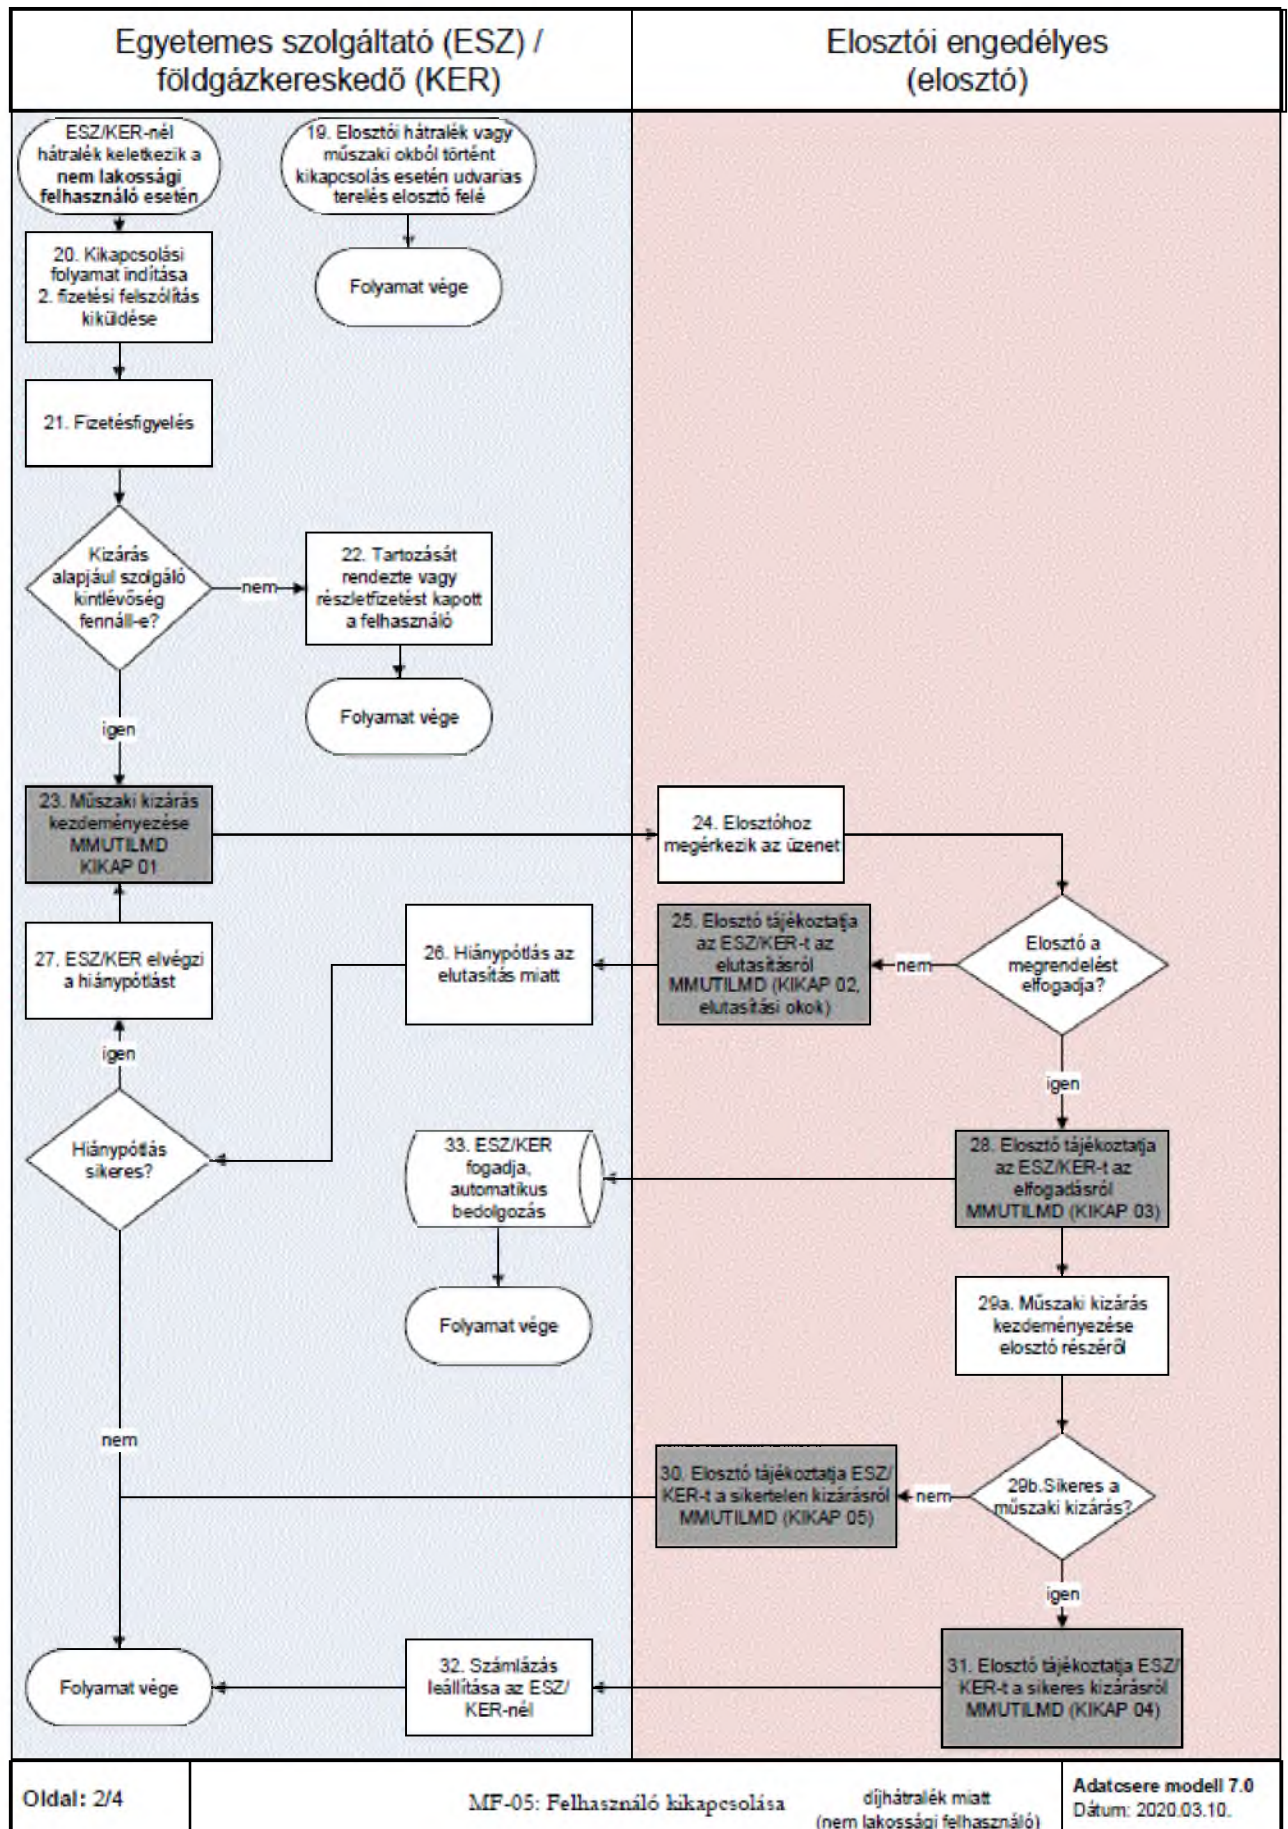 Egyetemes szolgáltató (ESZ) /
földgázkereskedő (KER)
Elosztói engedélyes
(elosztó)
ESZ/KER-nél
hátralék keletkezik a
nem lakossági
felhasználó esetén
19. Elosztói hátralék vagy
műszaki okból történt
kikapcsolás esetén udvarias
terelés elosztó felé
20. Kikapcsolási
folyamat indítása
2. fizetési felszólítás
kiküldése
Folyamat vége
21. Fizetésfigyelés
Kizárás
alapjául szolgáló
kintlévőség
fennáll-e?
nem
22. Tartozását
rendezte vagy
részletfizetést kapott
a felhasználó
Folyamat vége
igen
23. Műszaki kizárás
kezdeményezése
MMUTILMD
KIKAP 01
24. Elosztóhoz
megérkezik az üzenet
27. ESZ/KER elvégzi
a hiánypótlást
26. Hiánypótlás az
elutasítás miatt
25. Elosztó tájékoztatja
az ESZ/KER-t az
elutasításról
MMUTILMD (KIKAP 02,
elutasítási okok)
nem
Elosztó a
megrendelést
elfogadja?
igen
igen
Hiánypótlás
sikeres?
33. ESZ/KER
fogadja,
automatikus
bedolgozás
28. Elosztó tájékoztatja
az ESZ/KER-t az
elfogadásról
MMUTILMD (KIKAP 03)
Folyamat vége
29a. Műszaki kizárás
kezdeményezése
elosztó részéről
nem
30. Elosztó tájékoztatja ESZ/
KER-t a sikertelen kizárásról
MMUTILMD (KIKAP 05)
nem
29b.Sikeres a
műszaki kizárás?
igen
Folyamat vége
32. Számlázás
leállítása az ESZ/
KER-nél
31. Elosztó tájékoztatja ESZ/
KER-t a sikeres kizárásról
MMUTILMD (KIKAP 04)
Oldal: 2/4
MF-05: Felhasználó kikapcsolása
díjhátralék miatt
(nem lakossági felhasználó)
Adatcsere modell 7.0
Dátum: 2020.03.10.